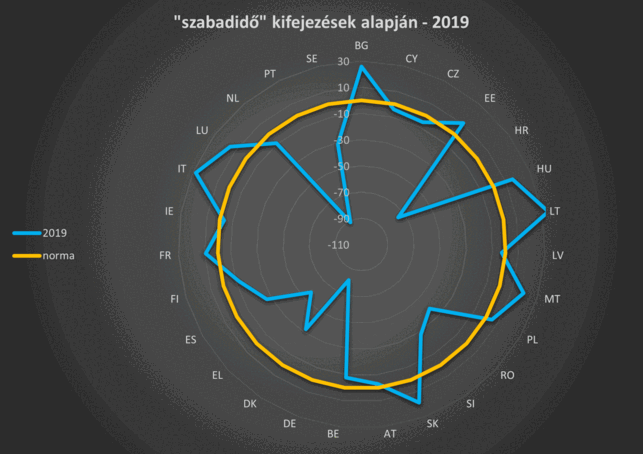 "szabadidő" kifejezések alapján - 2019
BG
CY
CZ
EE
HR
HU
LT
LV
MT
PL
RO
SI
SK
AT
BE
DE
DK
EL
ES
FI
FR
IE
IT
LU
NL
PT
SE
30
10
-10
-30
-50
-70
-90
-110
2019
norma